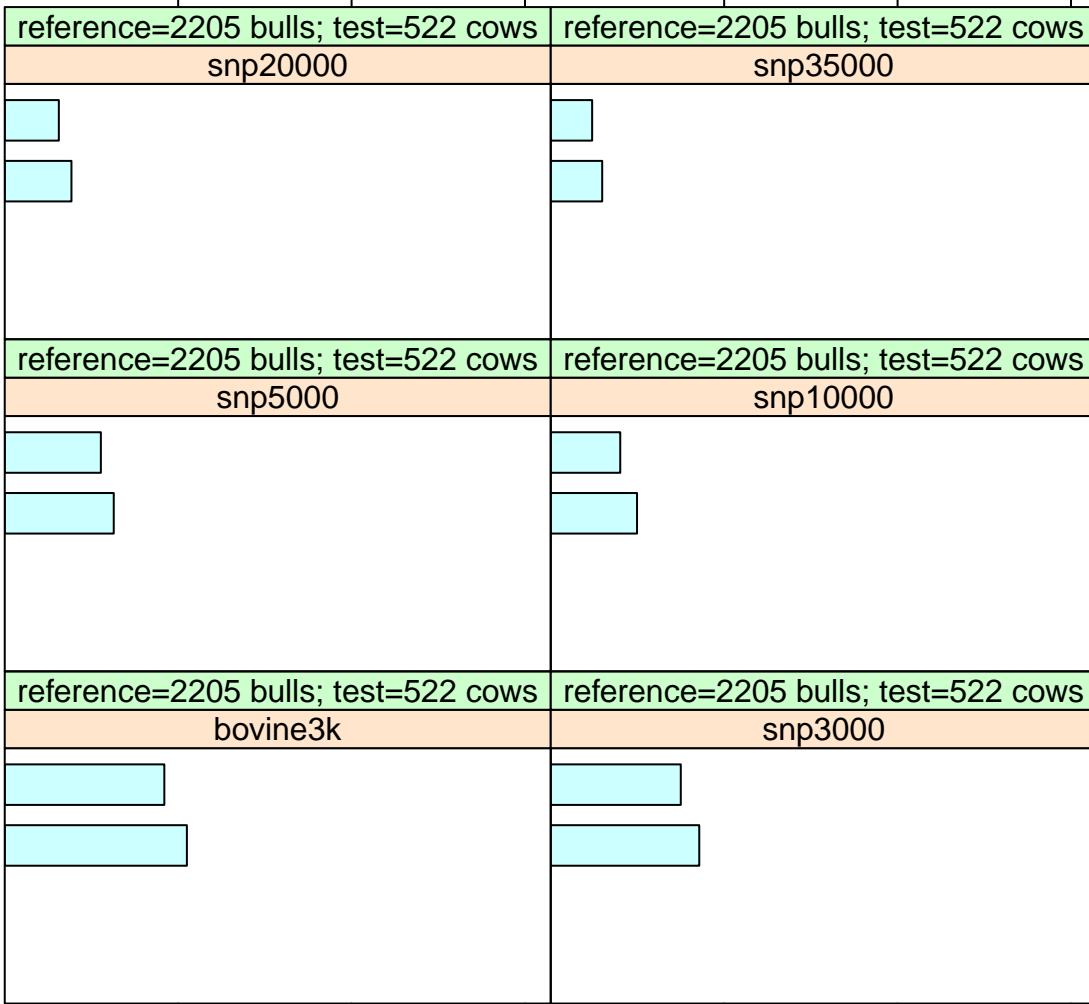 reference=2205 bulls; test=522 cows
snp20000
reference=2205 bulls; test=522 cows
snp35000
reference=2205 bulls; test=522 cows
snp5000
reference=2205 bulls; test=522 cows
snp10000
reference=2205 bulls; test=522 cows
bovine3k
reference=2205 bulls; test=522 cows
snp3000